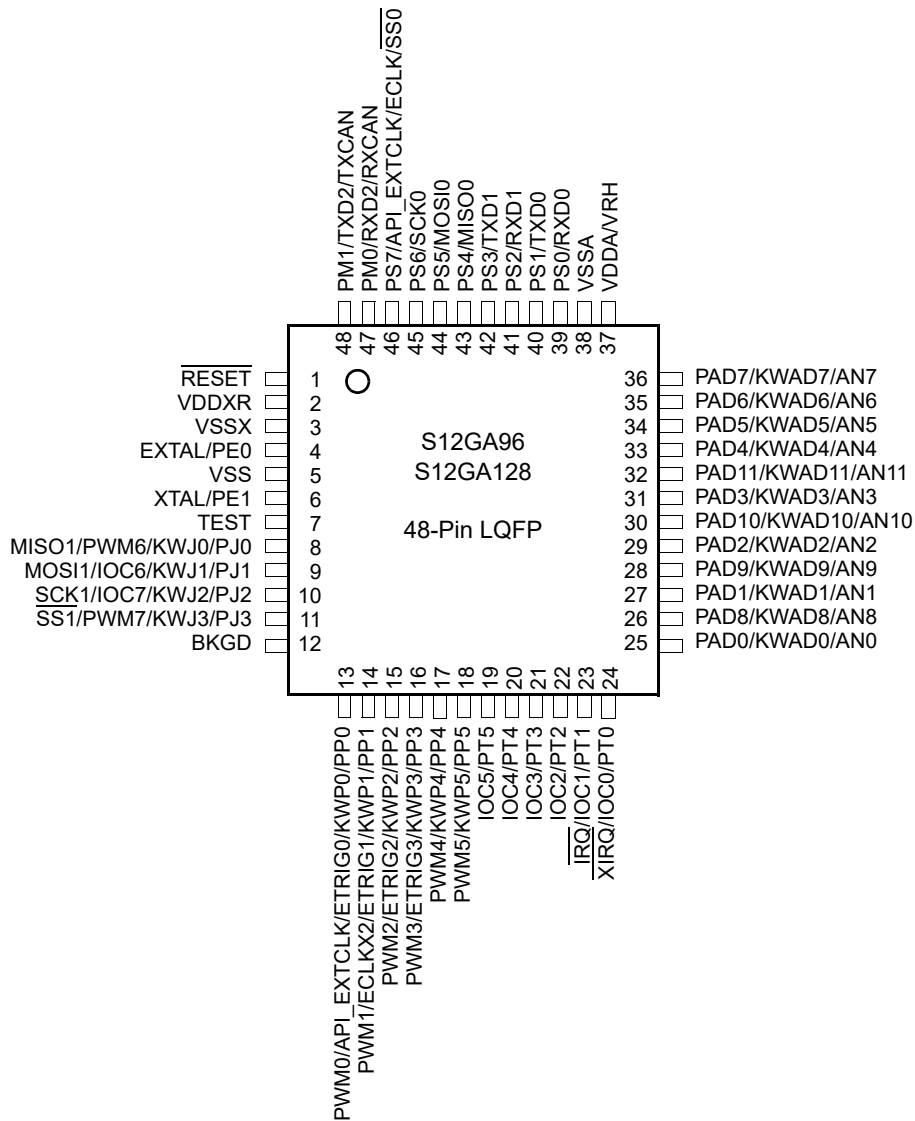 PM1/TXD2/TXCAN
PM0/RXD2/RXCAN
PS7/API_EXTCLK/ECLK/SS0
PS6/SCK0
PS5/MOSI0
PS4/MISO0
PS3/TXD1
PS2/RXD1
PS1/TXD0
PS0/RXD0
VSSA
VDDA/VRH
48
47
46
45
44
43
42
41
40
39
38
37
RESET 1
VDDXR 2
VSSX 3
EXTAL/PE0 4
VSS 5
XTAL/PE1 6
TEST 7
MISO1/PWM6/KWJ0/PJ0 8
MOSI1/IOC6/KWJ1/PJ1 9
SCK1/IOC7/KWJ2/PJ2 10
SS1/PWM7/KWJ3/PJ3 11
BKGD 12
S12GA96
S12GA128
48-Pin LQFP
36 PAD7/KWAD7/AN7
35 PAD6/KWAD6/AN6
34 PAD5/KWAD5/AN5
33 PAD4/KWAD4/AN4
32 PAD11/KWAD11/AN11
31 PAD3/KWAD3/AN3
30 PAD10/KWAD10/AN10
29 PAD2/KWAD2/AN2
28 PAD9/KWAD9/AN9
27 PAD1/KWAD1/AN1
26 PAD8/KWAD8/AN8
25 PAD0/KWAD0/AN0
13
14
15
16
17
18
19
20
21
22
23
24
PWM0/API_EXTCLK/ETRIG0/KWP0/PP0
PWM1/ECLKX2/ETRIG1/KWP1/PP1
PWM2/ETRIG2/KWP2/PP2
PWM3/ETRIG3/KWP3/PP3
PWM4/KWP4/PP4
PWM5/KWP5/PP5
IOC5/PT5
IOC4/PT4
IOC3/PT3
IOC2/PT2
IRQ/IOC1/PT1
XIRQ/IOC0/PT0